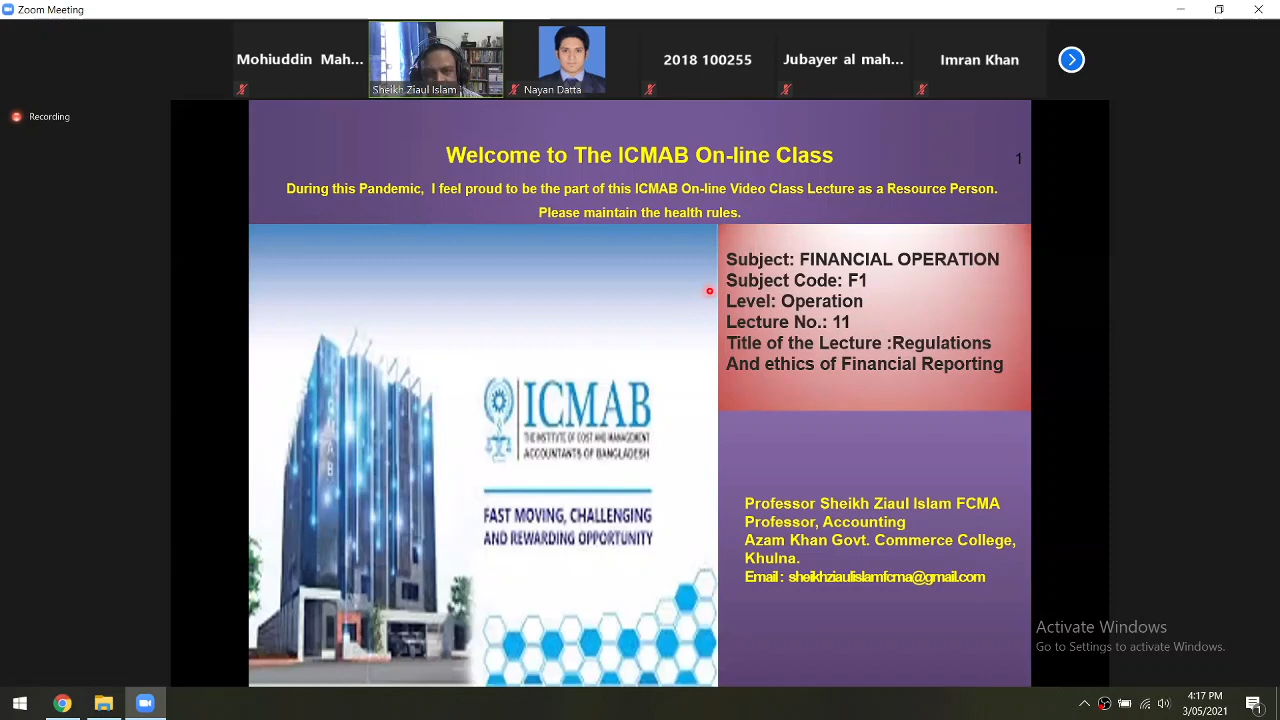 Zoom Meeting
Mohiuddin Mah...
Sheikh Ziaul Islam
Nayan Datta
2018 100255
Jubayer al mah...
Imran Khan
Recording
Welcome to The ICMAB On-line Class
1
During this Pandemic, I feel proud to be the part of this ICMAB On-line Video Class Lecture as a Resource Person.
Please maintain the health rules.
Subject: FINANCIAL OPERATION
Subject Code: F1
Level: Operation
Lecture No.: 11
Title of the Lecture :Regulations
And ethics of Financial Reporting
ICMAB
ICMAB
THE INSTITUTE OF COST AND MANAGEMENT
ACCOUNTANTS OF BANGLADESH
FAST MOVING, CHALLENGING
AND REWARDING OPPORTUNITY
Professor Sheikh Ziaul Islam FCMA
Professor, Accounting
Azam Khan Govt. Commerce College,
Khulna.
Email : sheikhziaulislamfcma@gmail.com
Activate Windows
Go to Settings to activate Windows.
4:17 PM
3/05/2021